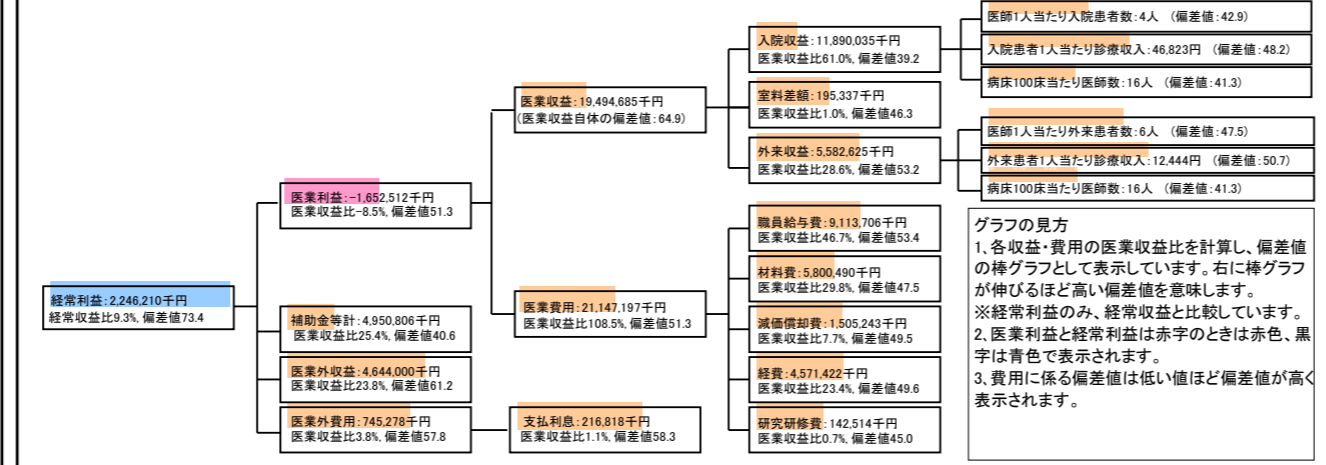 経常利益:2,246,210千円
経常収支比9.3%, 偏差値73.4
医業利益:-1,652,512千円
医業収益比-8.5%, 偏差値51.3
補助金等計:4,950,806千円
医業収益比25.4%, 偏差値40.6
医業外収益:4,644,000千円
医業収益比23.8%, 偏差値61.2
医業外費用:745,278千円
医業収益比3.8%, 偏差値57.8
医業収益:19,494,685千円
(医業収益自体の偏差値:64.9)
医業費用:21,147,197千円
医業収益比108.5%, 偏差値51.3
支払利息:216,818千円
医業収益比1.1%, 偏差値58.3
入院収益:11,890,035千円
医業収益比61.0%, 偏差値39.2
室料差額:195,337千円
医業収益比1.0%, 偏差値46.3
外来収益:5,582,625千円
医業収益比28.6%, 偏差値53.2
職員給与費:9,113,706千円
医業収益比46.7%, 偏差値53.4
材料費:5,800,490千円
医業収益比29.8%, 偏差値47.5
減価償却費:1,505,243千円
医業収益比7.7%, 偏差値49.5
経費:4,571,422千円
医業収益比23.4%, 偏差値49.6
研究研修費:142,514千円
医業収益比0.7%, 偏差値45.0
医師1人当たり入院患者数:4人 (偏差値:42.9)
入院患者1人当たり診療収入:46,823円 (偏差値:48.2)
病床100床当たり医師数:16人 (偏差値:41.3)
医師1人当たり外来患者数:6人 (偏差値:47.5)
外来患者1人当たり診療収入:12,444円 (偏差値:50.7)
病床100床当たり医師数:16人 (偏差値:41.3)
グラフの見方
1、各収益・費用の医業収益比を計算し、偏差値
の棒グラフとして表示しています。右に棒グラフ
が伸びるほど高い偏差値を意味します。
※経常利益のみ、経常収益と比較しています。
2、医業利益と経常利益は赤字のときは赤色、黒
字は青色で表示されます。
3、費用に係る偏差値は低い値ほど偏差値が高く
表示されます。